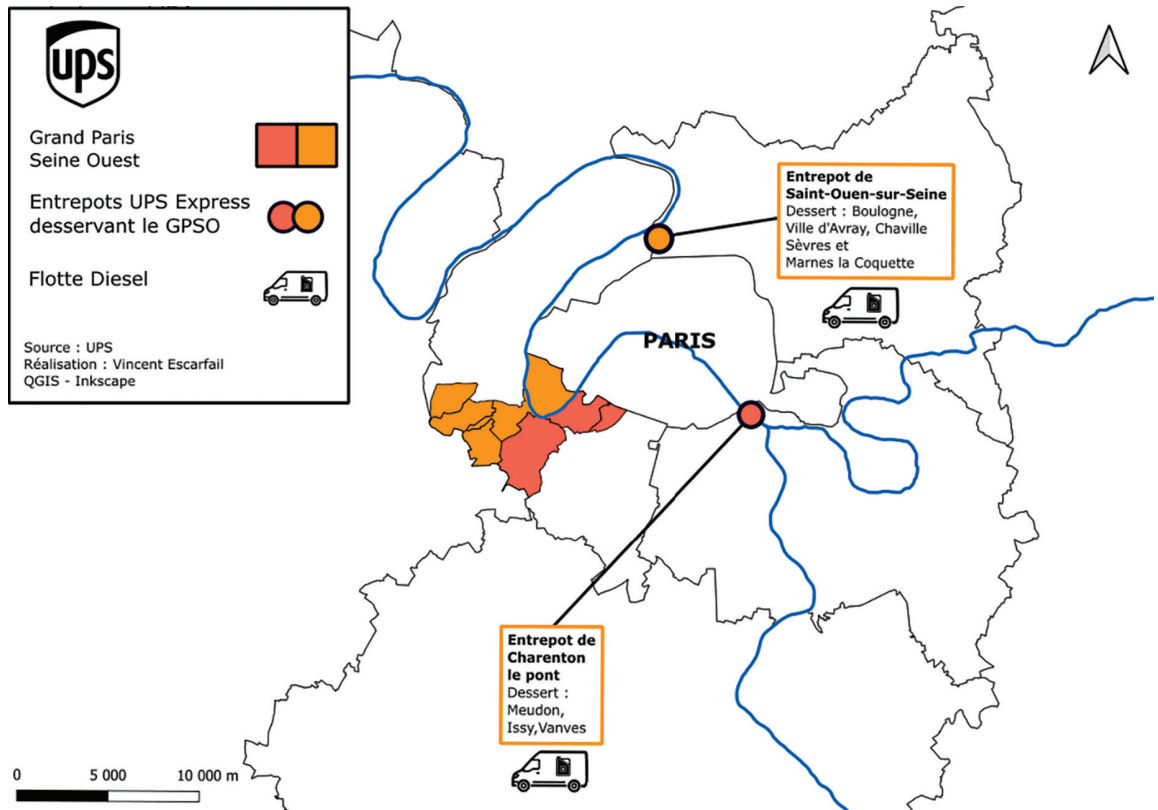 ups
Grand Paris
Seine Ouest
Entrepots UPS Express
desservant le GPSO
Flotte Diesel
Source : UPS
Réalisation : Vincent Escarfail
QGIS - Inkscape
Entrepot de
Saint-Ouen-sur-Seine
Dessert : Boulogne,
Ville d'Avray, Chaville
Sèvres et
Marnes la Coquette
PARIS
Entrepot de
Charenton
le pont
Dessert :
Meudon,
Issy,Vanves
0 5 000 10 000 m